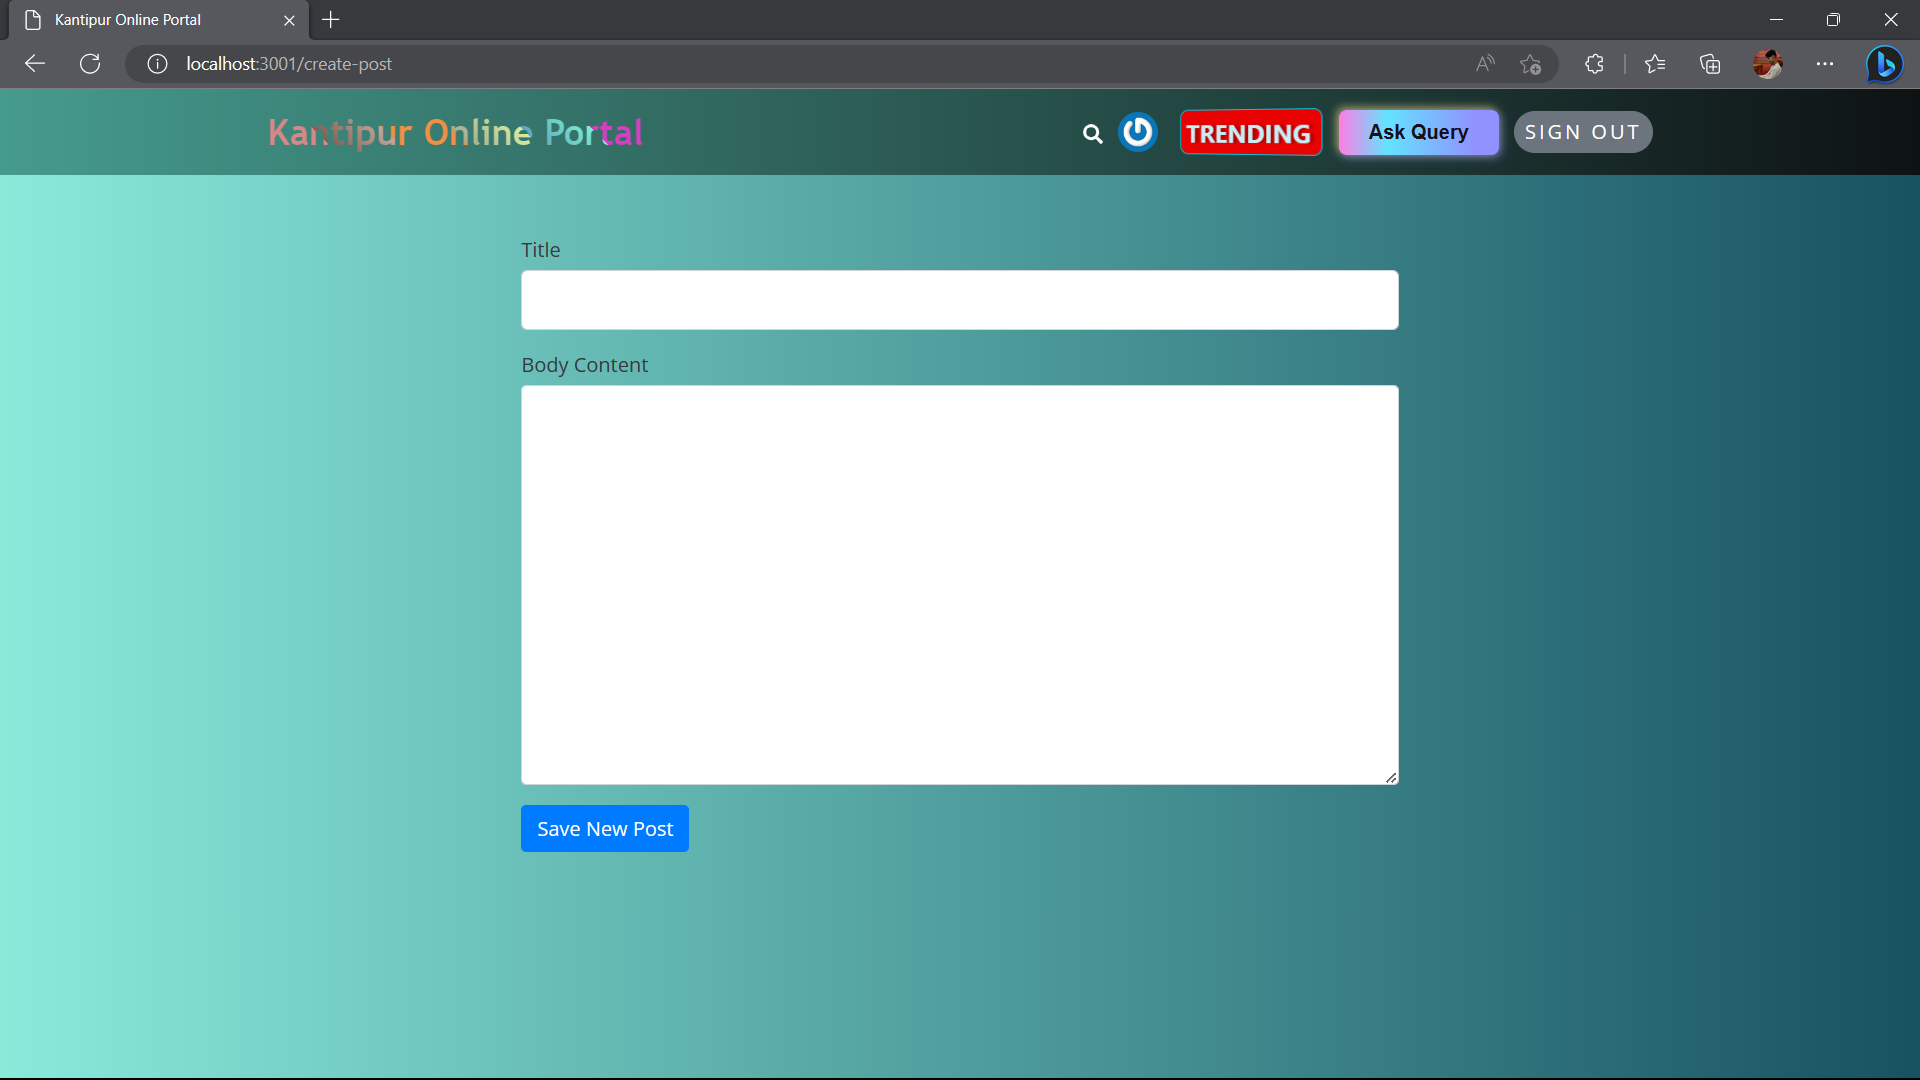 Kantipur Online Portal
localhost:3001/create-post
Kantipur Online Portal
TRENDING
Ask Query
SIGN OUT
Title
Body Content
Save New Post